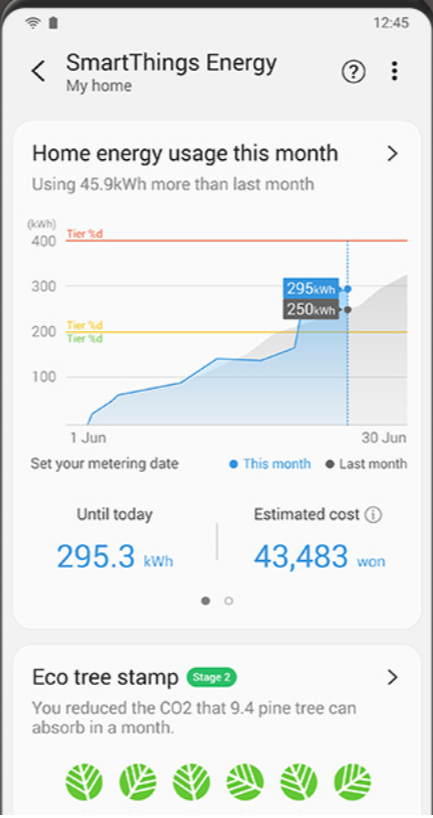 12:45
SmartThings Energy
My home
Home energy usage this month
Using 45.9kWh more than last month
(kWh)
400
Tier %d
300
295kWh
250kWh
200
Tier %d
Tier %d
100
1 Jun
30 Jun
Set your metering date
This month
Last month
Until today
Estimated cost
295.3 kWh
43,483 won
Eco tree stamp
Stage 2
You reduced the CO2 that 9.4 pine tree can
absorb in a month.